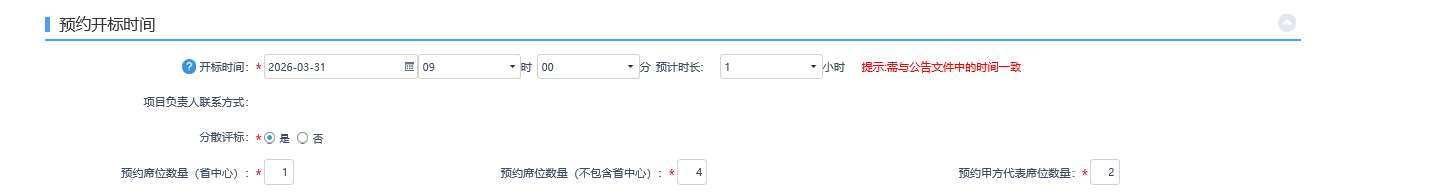 预约开标时间
? 开标时间: * 2026-03-31 09 时 00 分 预计时长: 1 小时 提示:需与公告文件中的时间一致
项目负责人联系方式:
分散评标: * 是 否
预约席位数量（省中心）: * 1 预约席位数量（不包含省中心）: * 4 预约甲方代表席位数量: * 2